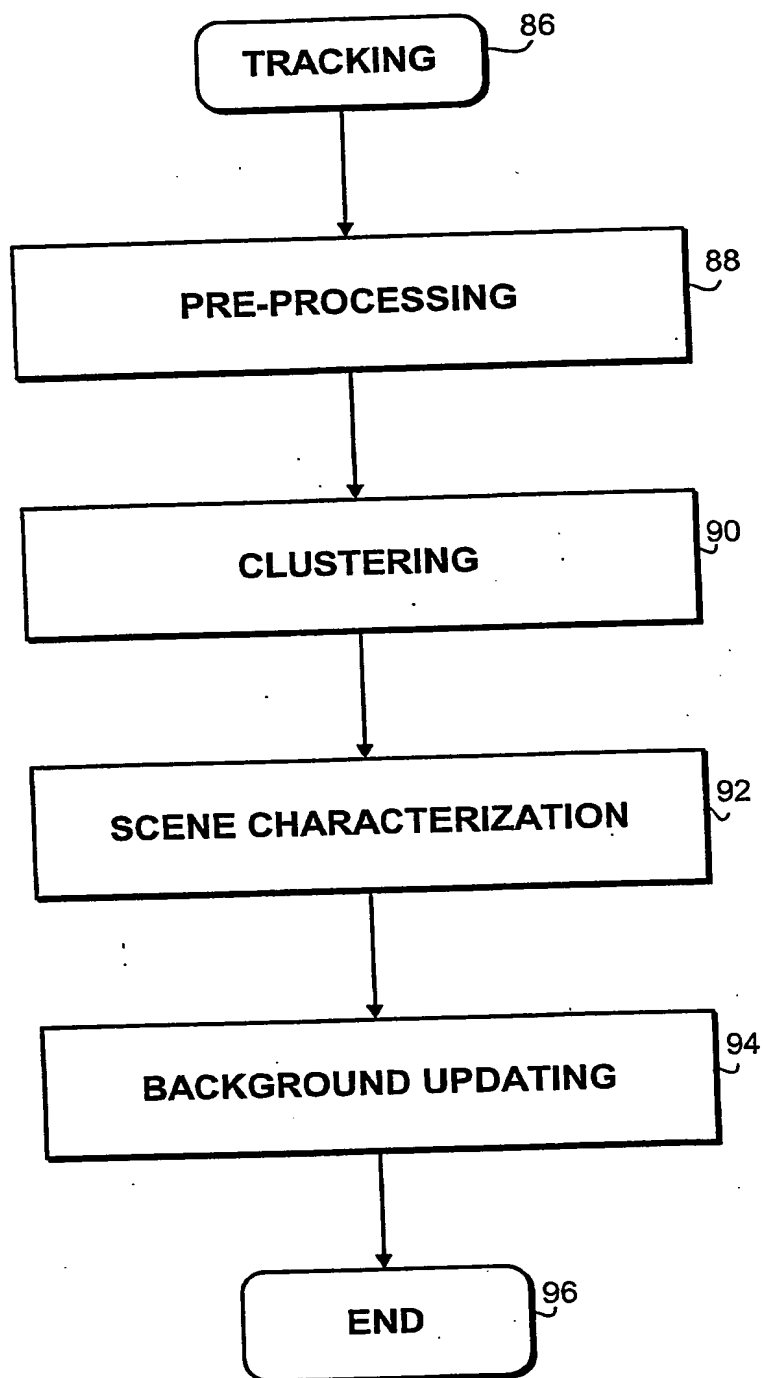 TRACKING
86
PRE-PROCESSING
88
CLUSTERING
90
SCENE CHARACTERIZATION
92
BACKGROUND UPDATING
94
END
96